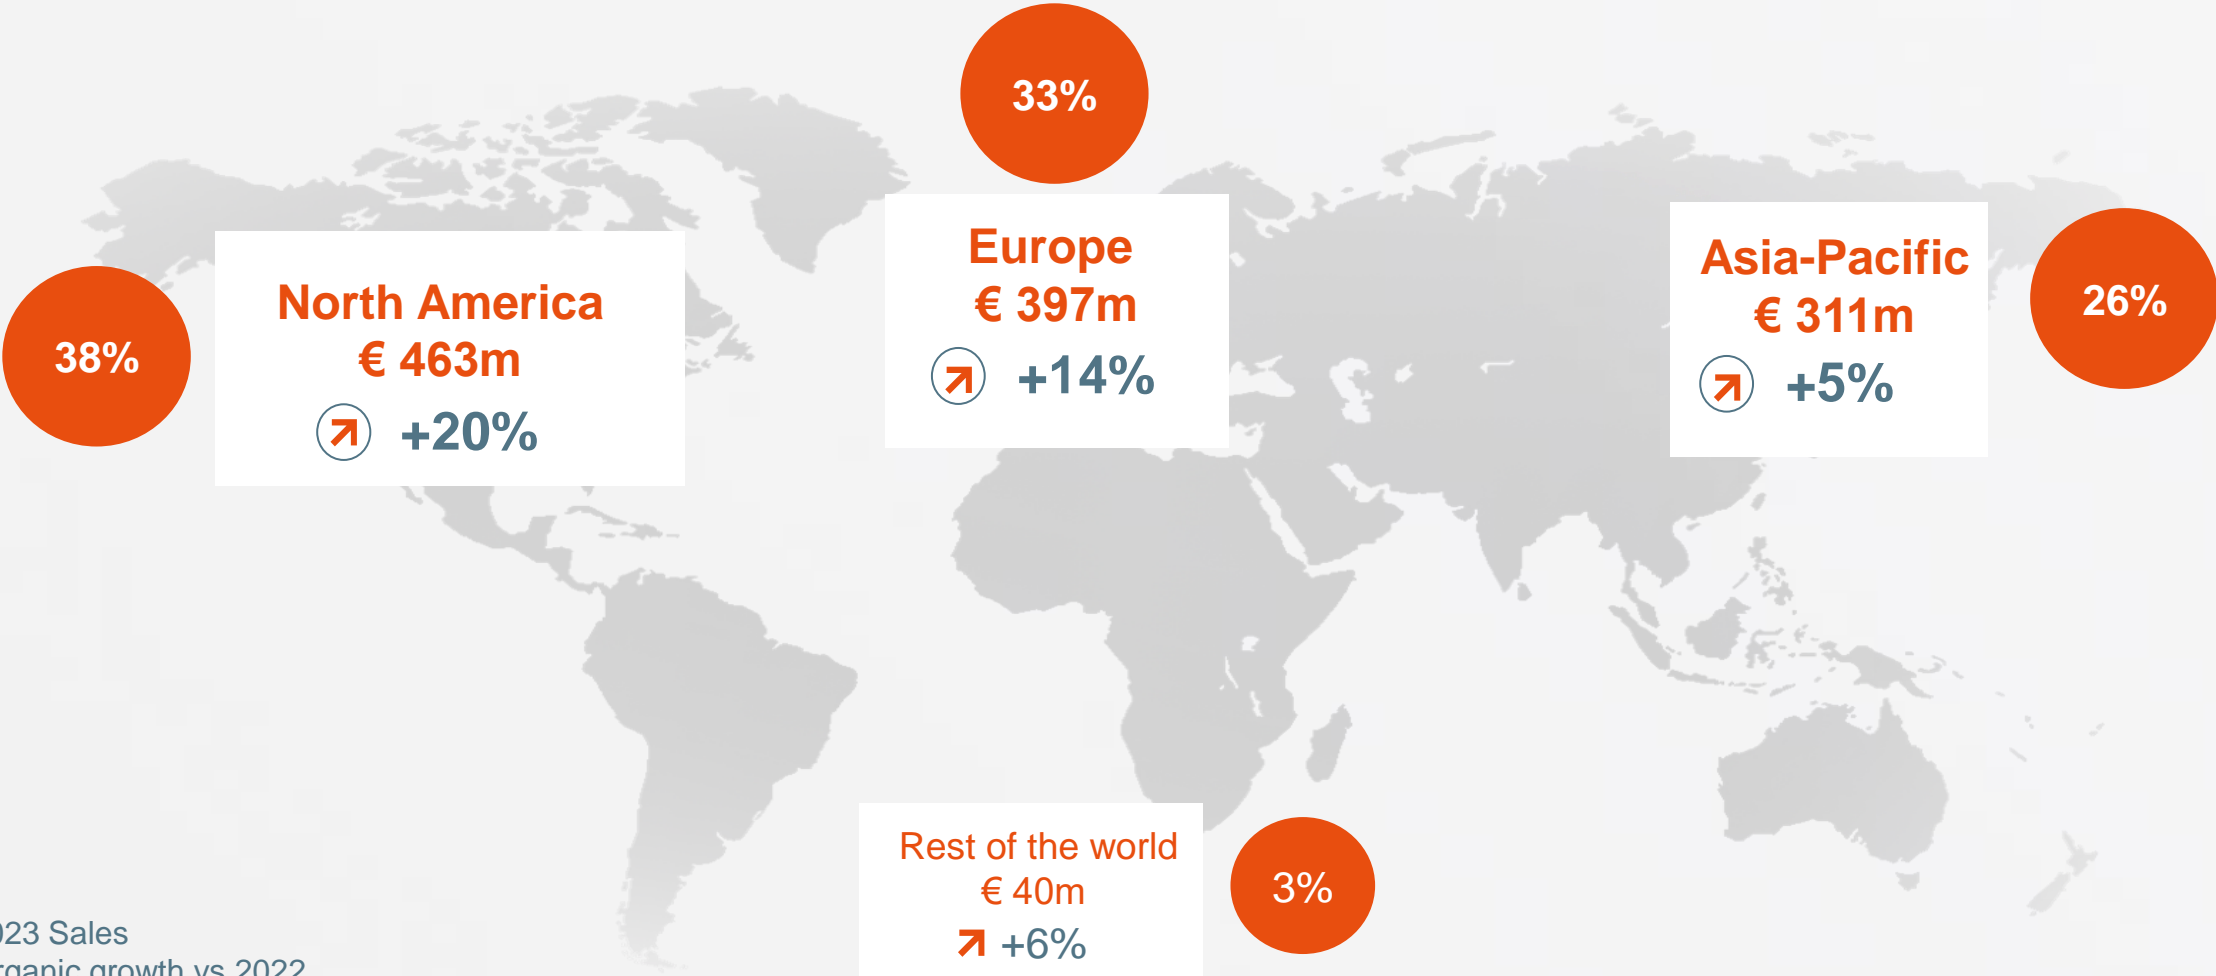 33%
Europe
€ 397m
+14%
38%
North America
€ 463m
+20%
Asia-Pacific
€ 311m
+5%
26%
Rest of the world
€ 40m
+6%
3%
023 Sales
rganic growth vs 2022